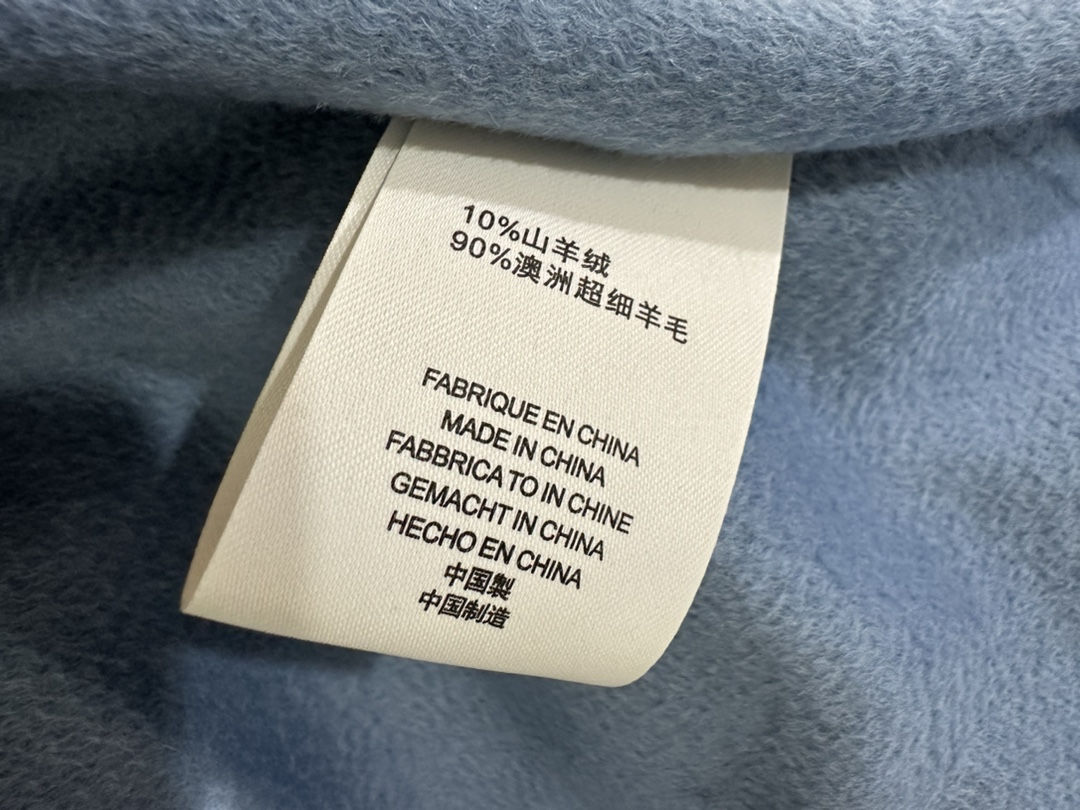 10%山羊绒
90%澳洲超细羊毛
FABRIQUE EN CHINA
MADE IN CHINA
FABBRICA TO IN CHINE
GEMACHT IN CHINA
HECHO EN CHINA
中国製
中国制造